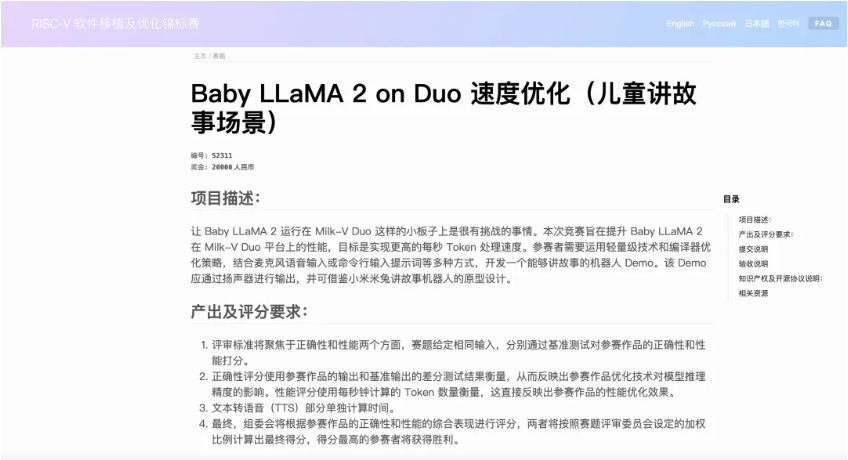 RISC-V 软件移植及优化锦标赛
English Русский 日本語 한국어 FAQ
主页 / 赛题
Baby LLaMA 2 on Duo 速度优化（儿童讲故
事场景）
编号: S2311
奖金: 20000 人民币
项目描述:
让 Baby LLaMA 2 运行在 Milk-V Duo 这样的小板子上是很有挑战的事情。本次竞赛旨在提升 Baby LLaMA 2
在 Milk-V Duo 平台上的性能，目标是实现更高的每秒 Token 处理速度。参赛者需要运用轻量级技术和编译器优
化策略，结合麦克风语音输入或命令行输入提示词等多种方式，开发一个能够讲故事的机器人 Demo。该 Demo
应通过扬声器进行输出，并可借鉴小米米兔讲故事机器人的原型设计。
产出及评分要求:
1. 评审标准将聚焦于正确性和性能两个方面，赛题给定相同输入，分别通过基准测试对参赛作品的正确性和性
能打分。
2. 正确性评分使用参赛作品的输出和基准输出的差分测试结果衡量，从而反映出参赛作品优化技术对模型推理
精度的影响。性能评分使用每秒钟计算的 Token 数量衡量，这直接反映出参赛作品的性能优化效果。
3. 文本转语音（TTS）部分单独计算时间。
4. 最终，组委会将根据参赛作品的正确性和性能的综合表现进行评分，两者将按照赛题评审委员会设定的加权
比例计算出最终得分，得分最高的参赛者将获得胜利。
目录
项目描述:
产出及评分要求:
提交说明
验收说明
知识产权及开源协议说明:
相关资源